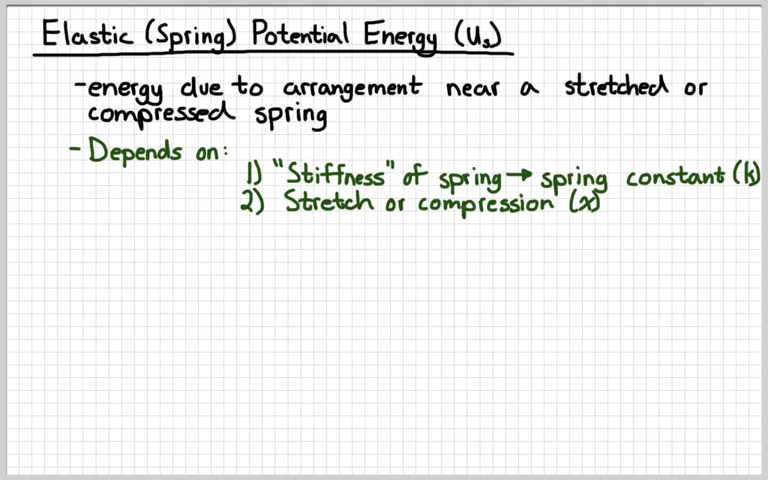 Elastic (Spring) Potential Energy (Us)
-energy due to arrangement near a stretched or
compressed spring
- Depends on:
1) "Stiffness" of spring → spring constant (k)
2) Stretch or compression (x)